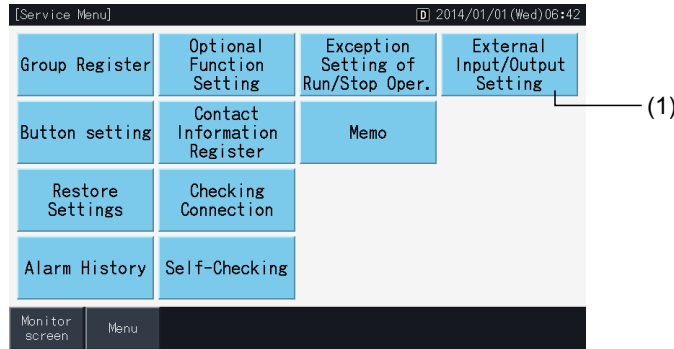 [Service Menu]
D 2014/01/01(Wed)06:42
Group Register
Optional
Function
Setting
Exception
Setting of
Run/Stop Oper.
External
Input/Output
Setting
(1)
Button setting
Contact
Information
Register
Memo
Restore
Settings
Checking
Connection
Alarm History
Self-Checking
Monitor
screen
Menu